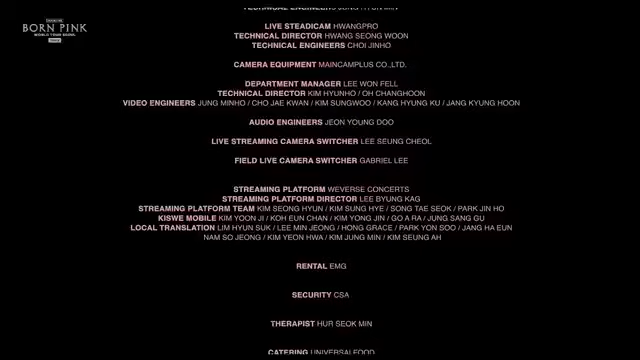 BORN PINK
WORLD TOUR SEOUL
TECHNICAL ENGINEERS JUNG HYUN MIN
LIVE STEADICAM HWANGPRO
TECHNICAL DIRECTOR HWANG SEONG WOON
TECHNICAL ENGINEERS CHOI JINHO
CAMERA EQUIPMENT MAINCAMPLUS CO.,LTD.
DEPARTMENT MANAGER LEE WON FELL
TECHNICAL DIRECTOR KIM HYUNHO / OH CHANGHOON
VIDEO ENGINEERS JUNG MINHO / CHO JAE KWAN / KIM SUNGWOO / KANG HYUNG KU / JANG KYUNG HOON
AUDIO ENGINEERS JEON YOUNG DOO
LIVE STREAMING CAMERA SWITCHER LEE SEUNG CHEOL
FIELD LIVE CAMERA SWITCHER GABRIEL LEE
STREAMING PLATFORM WEVERSE CONCERTS
STREAMING PLATFORM DIRECTOR LEE BYUNG KAG
STREAMING PLATFORM TEAM KIM SEONG HYUN / KIM SUNG HYE / SONG TAE SEOK / PARK JIN HO
KISWE MOBILE KIM YOON JI / KOH EUN CHAN / KIM YONG JIN / GO A RA / JUNG SANG GU
LOCAL TRANSLATION LIM HYUN SUK / LEE MIN JEONG / HONG GRACE / PARK YON SOO / JANG HA EUN
NAM SO JEONG / KIM YEON HWA / KIM JUNG MIN / KIM SEUNG AH
RENTAL EMG
SECURITY CSA
THERAPIST HUR SEOK MIN
CATERING UNIVERSALFOOD